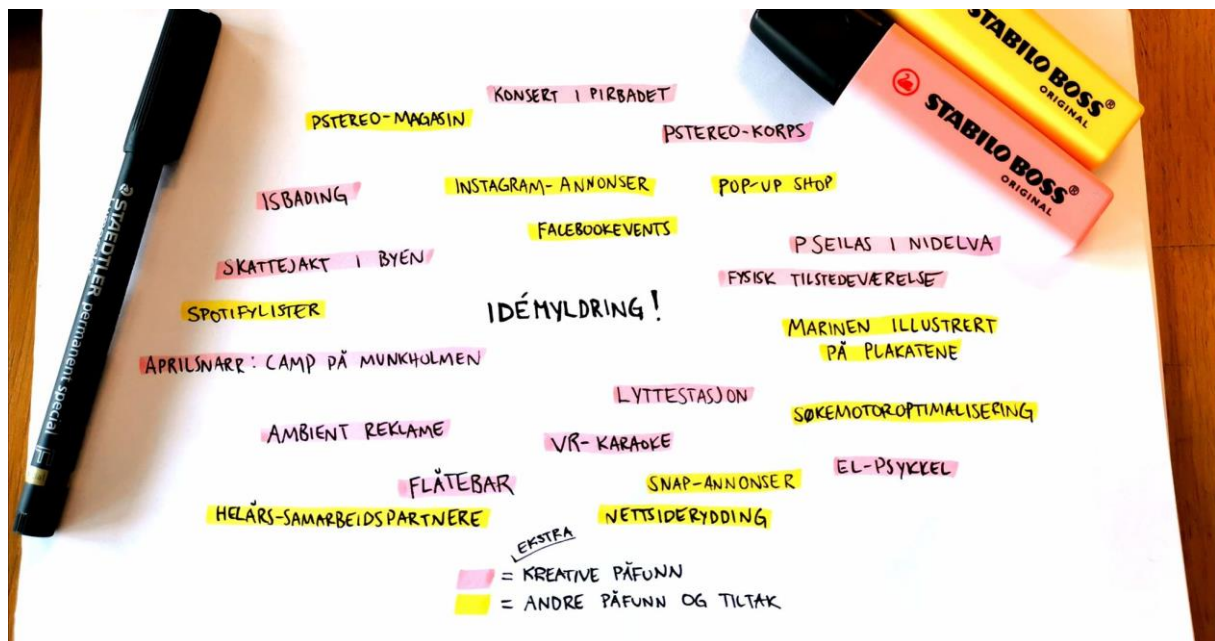 STABILO BOSS®
ORIGINAL
STABILO BOSS®
ORIGINAL
STAEDTLER permanent special
KONSERT I PIRBADET
PSTEREO-MAGASIN
PSTEREO-KORPS
ISBADING
INSTAGRAM-ANNONSER
POP-UP SHOP
FACEBOOKEVENTS
PSEILAS I NIDELVA
SKATTEJAKT I BYEN
FYSISK TILSTEDEVÆRELSE
SPOTIFYLISTER
IDÉMYLDRING!
MARINEN ILLUSTRERT
PÅ PLAKATENE
APRILSNARR: CAMP PÅ MUNKHOLMEN
LYTTESTASJON
SØKEMOTOROPTIMALISERING
AMBIENT REKLAME
VR-KARAOKE
EL-PSYKKEL
FLÅTEBAR
SNAP-ANNONSER
HELÅRS-SAMARBEIDSPARTNERE
NETTSIDERYDDING
EKSTRA
= KREATIVE PÅFUNN
= ANDRE PÅFUNN OG TILTAK